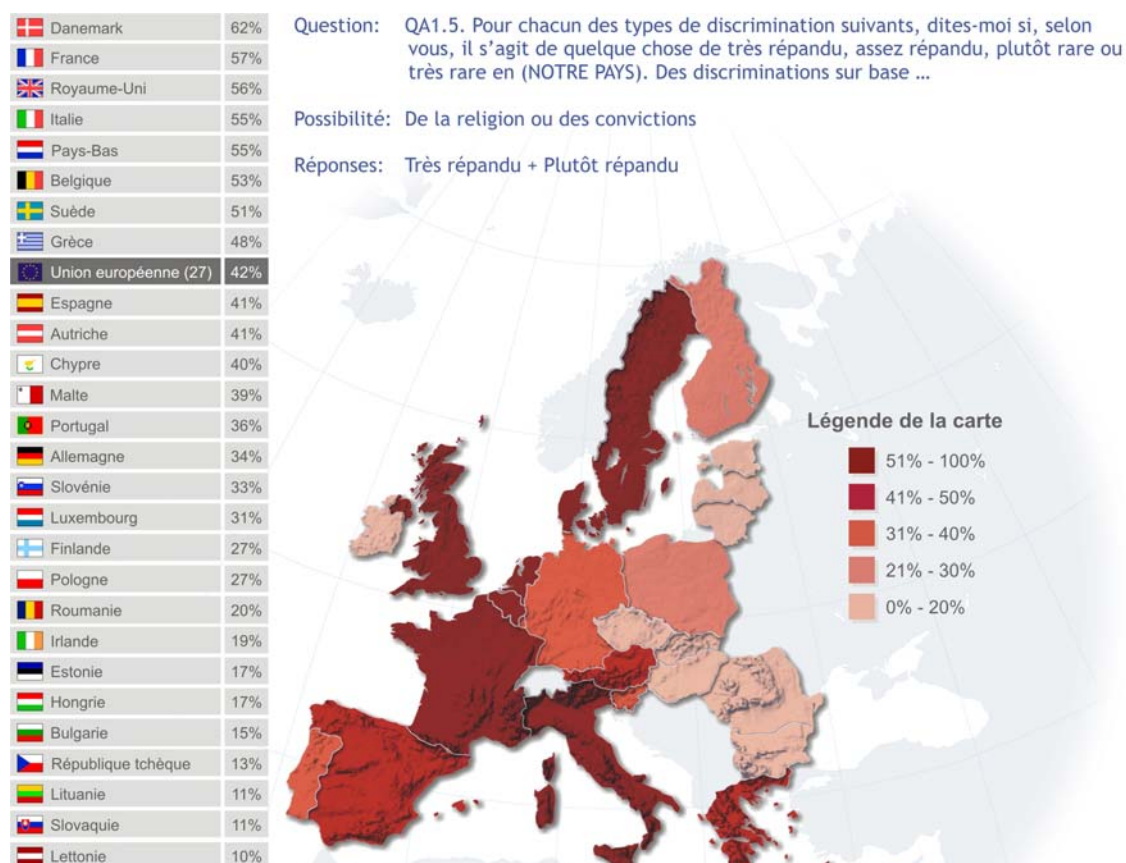 Danemark 62%
France 57%
Royaume-Uni 56%
Italie 55%
Pays-Bas 55%
Belgique 53%
Suède 51%
Grèce 48%
Union européenne (27) 42%
Espagne 41%
Autriche 41%
Chypre 40%
Malte 39%
Portugal 36%
Allemagne 34%
Slovénie 33%
Luxembourg 31%
Finlande 27%
Pologne 27%
Roumanie 20%
Irlande 19%
Estonie 17%
Hongrie 17%
Bulgarie 15%
République tchèque 13%
Lituanie 11%
Slovaquie 11%
Lettonie 10%
Question: QA1.5. Pour chacun des types de discrimination suivants, dites-moi si, selon
vous, il s’agit de quelque chose de très répandu, assez répandu, plutôt rare ou
très rare en (NOTRE PAYS). Des discriminations sur base …
Possibilité: De la religion ou des convictions
Réponses: Très répandu + Plutôt répandu
Légende de la carte
51% - 100%
41% - 50%
31% - 40%
21% - 30%
0% - 20%